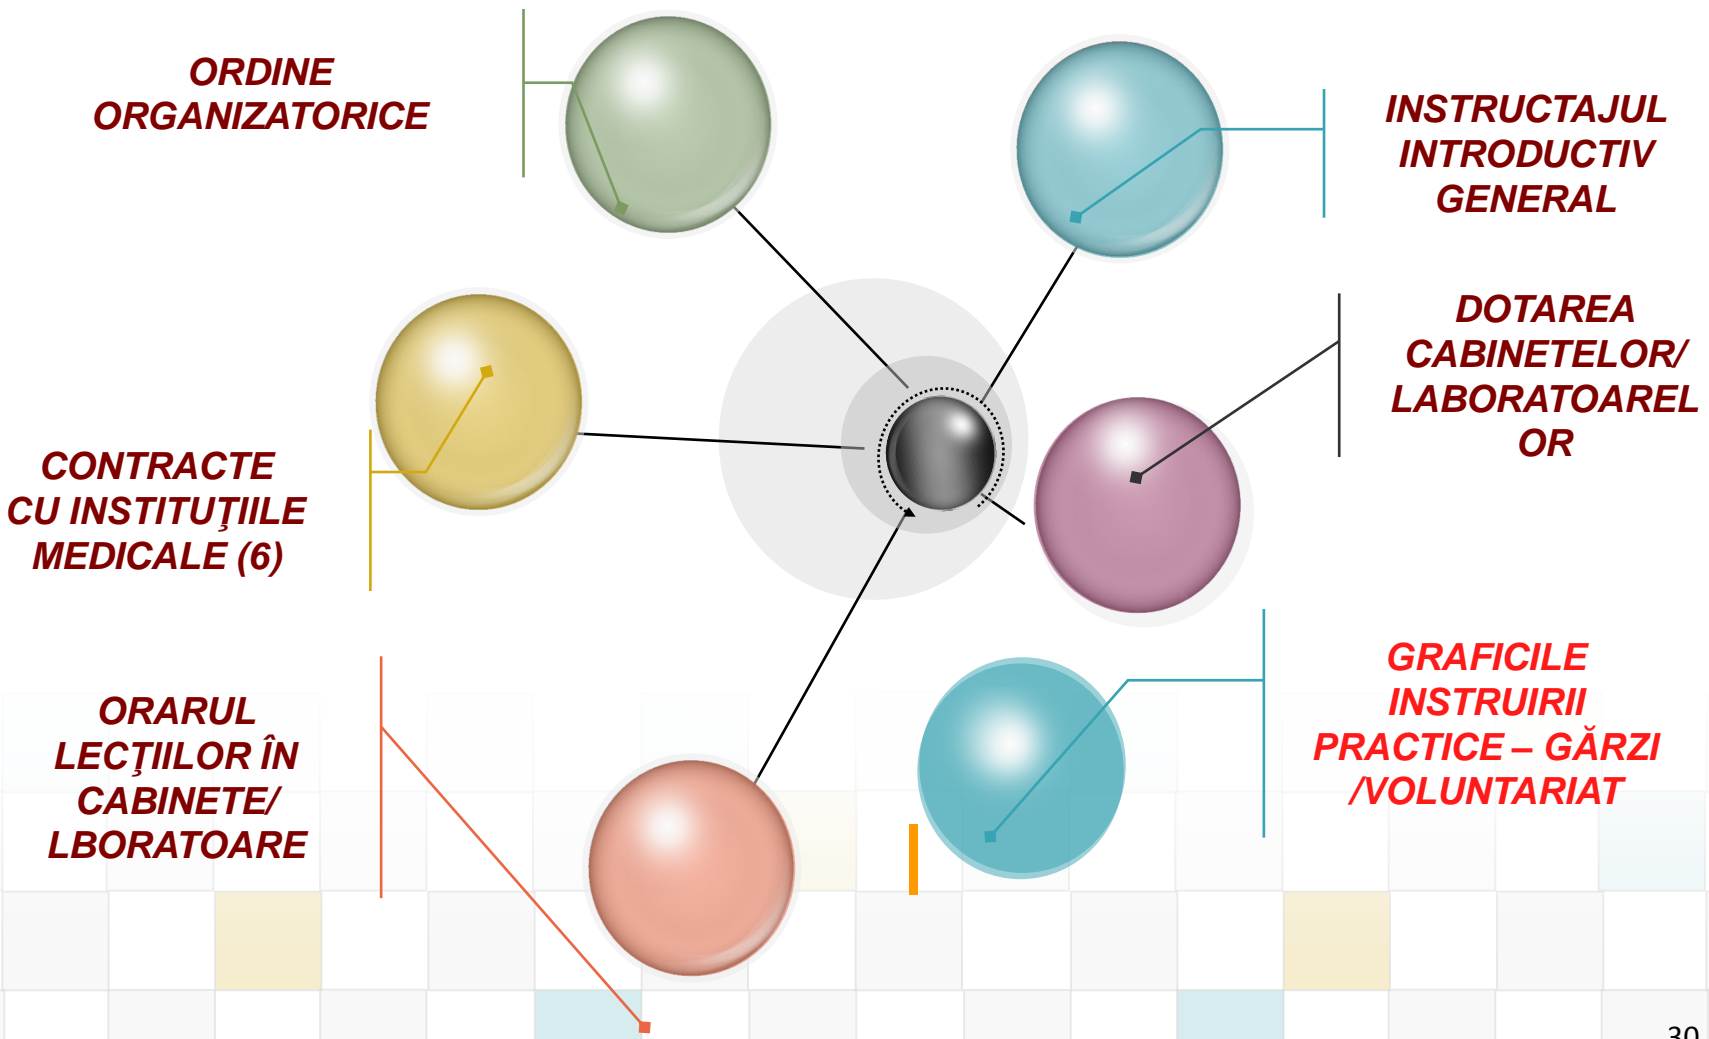 ORDINE
ORGANIZATORICE
INSTRUCTAJUL
INTRODUCTIV
GENERAL
DOTAREA
CABINETELOR/
LABORATOAREL
OR
CONTRACTE
CU INSTITUŢIILE
MEDICALE (6)
ORARUL
LECŢIILOR ÎN
CABINETE/
LBORATOARE
GRAFICILE
INSTRUIRII
PRACTICE – GĂRZI
/VOLUNTARIAT
30